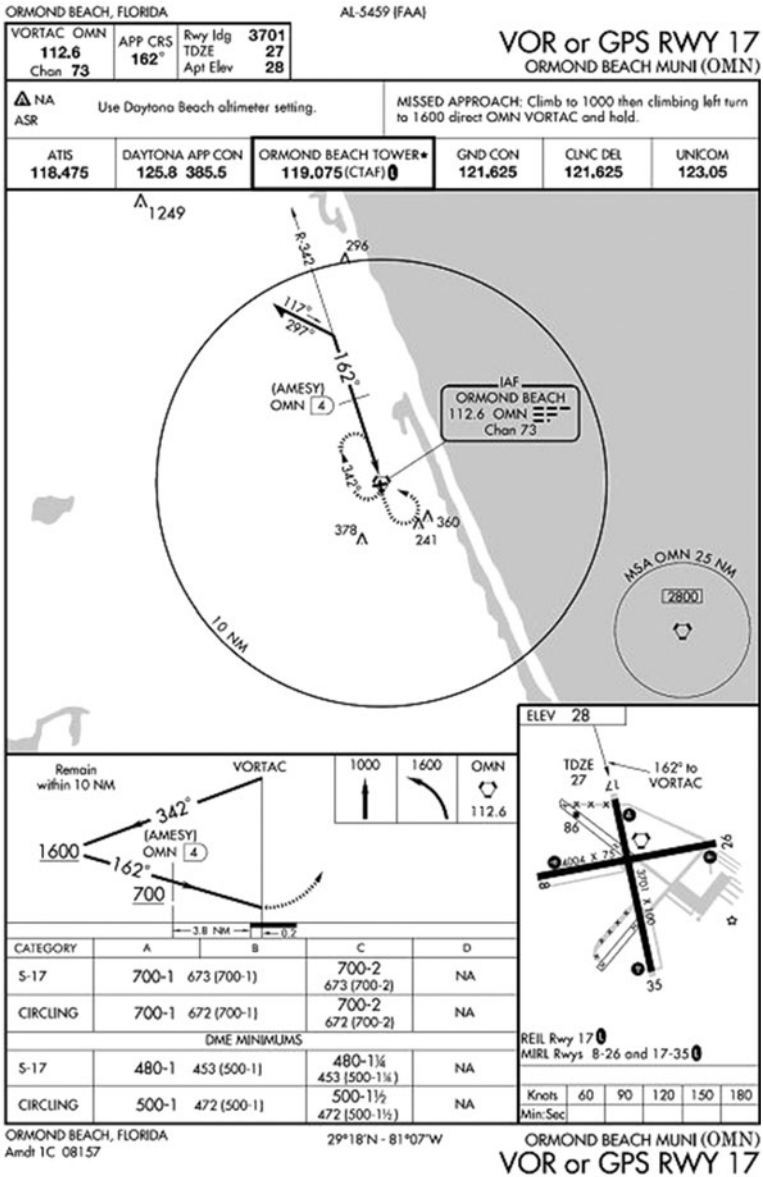 ORMOND BEACH, FLORIDA
AL-5459 (FAA)
VORTAC OMN
112.6
Chan 73
APP CRS
162°
Rwy ldg 3701
TDZE 27
Apt Elev 28
VOR or GPS RWY 17
ORMOND BEACH MUNI (OMN)
A NA
ASR
Use Daytona Beach altimeter setting.
MISSED APPROACH: Climb to 1000 then climbing left turn
to 1600 direct OMN VORTAC and hold.
ATIS
118.475
DAYTONA APP CON
125.8 385.5
ORMOND BEACH TOWER★
119.075 (CTAF) L
GND CON
121.625
CLNC DEL
121.625
UNICOM
123.05
1249
R-342
296
117°
297°
162°
(AMESY)
OMN 4
IAF
ORMOND BEACH
112.6 OMN
Chan 73
342°
378
360
241
10 NM
MSA OMN 25 NM
2800
Remain
within 10 NM
VORTAC
342°
(AMESY)
OMN 4
1600
162°
700
3.8 NM
0.2
1000
1600
OMN
112.6
ELEV 28
TDZE
27
162° to
VORTAC
17
86
26
4004 X 75
8
3701 X 100
35
REIL Rwy 17 L
MIRL Rwys 8-26 and 17-35 L
Knots 60 90 120 150 180
Min:Sec
CATEGORY A B C D
S-17 700-1 673 (700-1) 700-2 NA
673 (700-2)
CIRCLING 700-1 672 (700-1) 700-2 NA
672 (700-2)
DME MINIMUMS
S-17 480-1 453 (500-1) 480-1¼ NA
453 (500-1¼)
CIRCLING 500-1 472 (500-1) 500-1½ NA
472 (500-1½)
ORMOND BEACH, FLORIDA
Amdt 1C 08157
29°18'N - 81°07'W
ORMOND BEACH MUNI (OMN)
VOR or GPS RWY 17